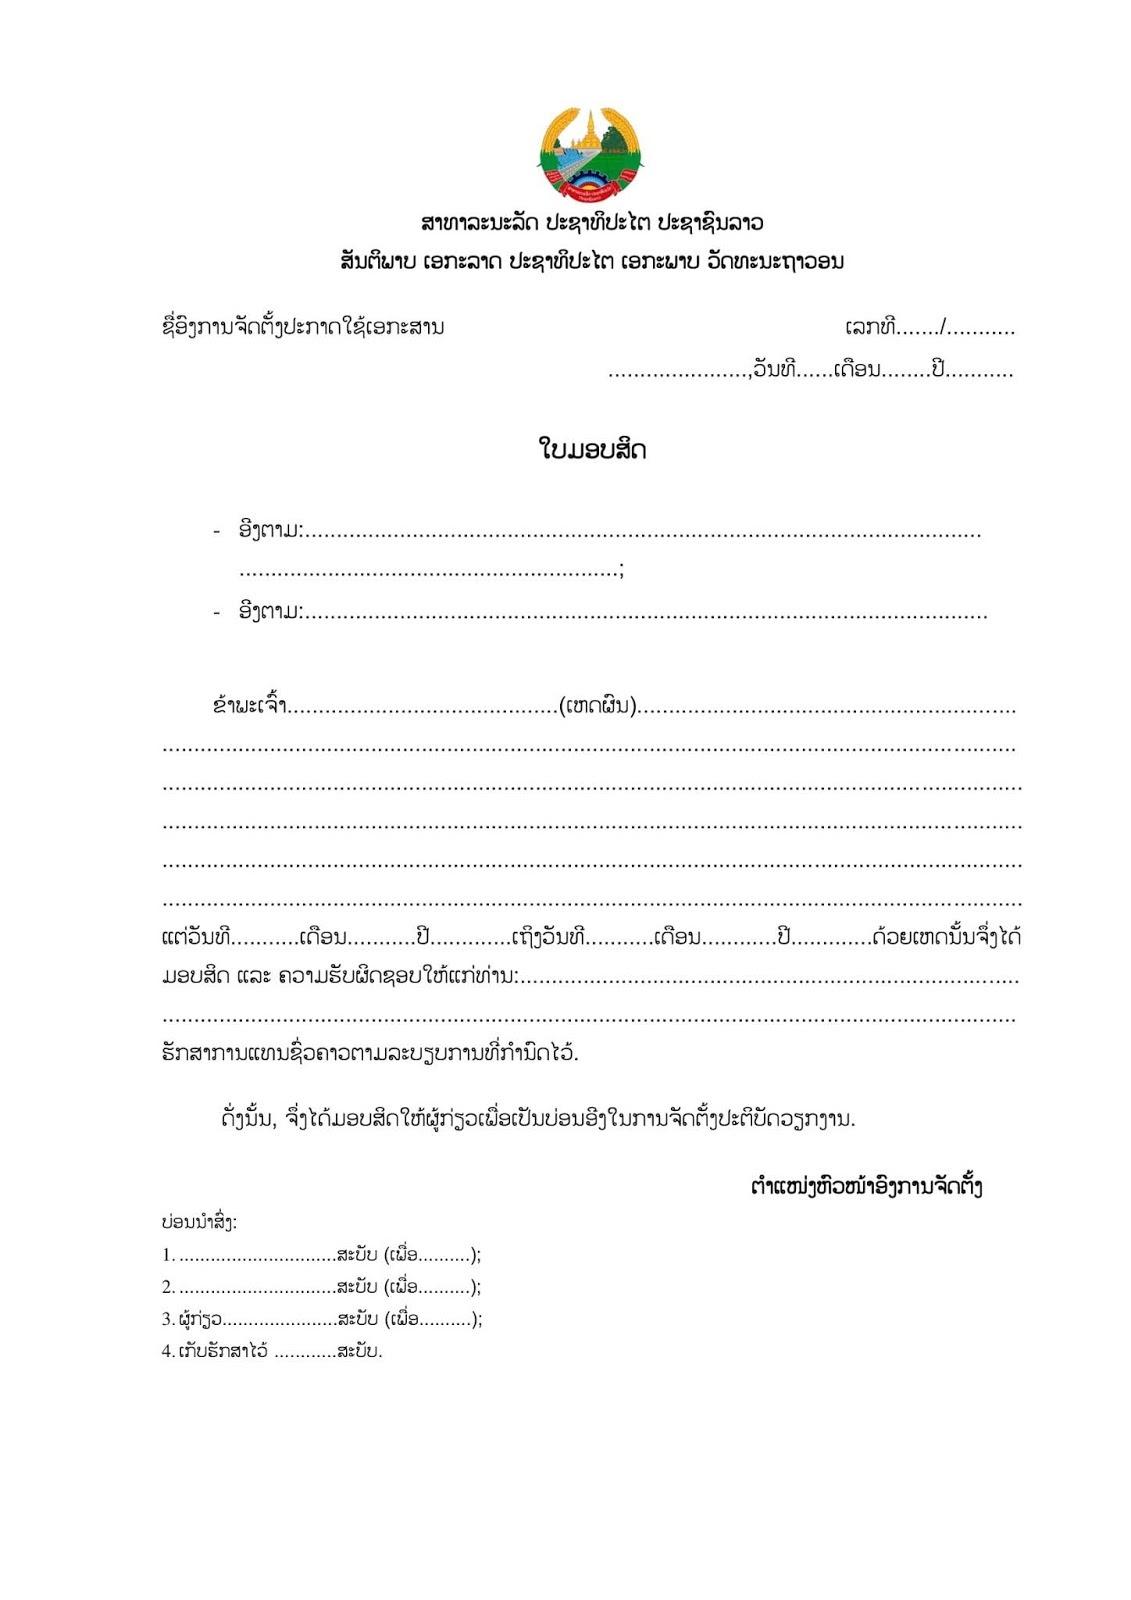 ສາທາລະນະລັດ ປະຊາທິປະໄຕ ປະຊາຊົນລາວ
ສັນຕິພາບ ເອກະລາດ ປະຊາທິປະໄຕ ເອກະພາບ ວັດທະນະຖາວອນ
ຊື່ອົງການຈັດຕັ້ງປະກາດໃຊ້ເອກະສານ ເລກທີ......./...........
......................,ວັນທີ......ເດືອນ........ປີ...........
ໃບມອບສິດ
- ອີງຕາມ:...........................................................................................................
............................................................;
- ອີງຕາມ:............................................................................................................
ຂ້າພະເຈົ້າ...........................................(ເຫດຜົນ)............................................................
.......................................................................................................................................
........................................................................................................................................
........................................................................................................................................
........................................................................................................................................
........................................................................................................................................
ແຕ່ວັນທີ...........ເດືອນ...........ປີ.............ເຖິງວັນທີ...........ເດືອນ............ປີ.............ດ້ວຍເຫດນັ້ນຈຶ່ງໄດ້
ມອບສິດ ແລະ ຄວາມຮັບຜິດຊອບໃຫ້ແກ່ທ່ານ:...............................................................................
.......................................................................................................................................
ຮັກສາການແທນຊົ່ວຄາວຕາມລະບຽບການທີ່ກຳນົດໄວ້.
ດັ່ງນັ້ນ, ຈຶ່ງໄດ້ມອບສິດໃຫ້ຜູ້ກ່ຽວເພື່ອເປັນບ່ອນອີງໃນການຈັດຕັ້ງປະຕິບັດວຽກງານ.
ຕຳແໜ່ງຫົວໜ້າອົງການຈັດຕັ້ງ
ບ່ອນນຳສົ່ງ:
1. ..............................ສະບັບ (ເພື່ອ..........);
2. ..............................ສະບັບ (ເພື່ອ..........);
3. ຜູ້ກ່ຽວ......................ສະບັບ (ເພື່ອ..........);
4. ເກັບຮັກສາໄວ້ ............ສະບັບ.